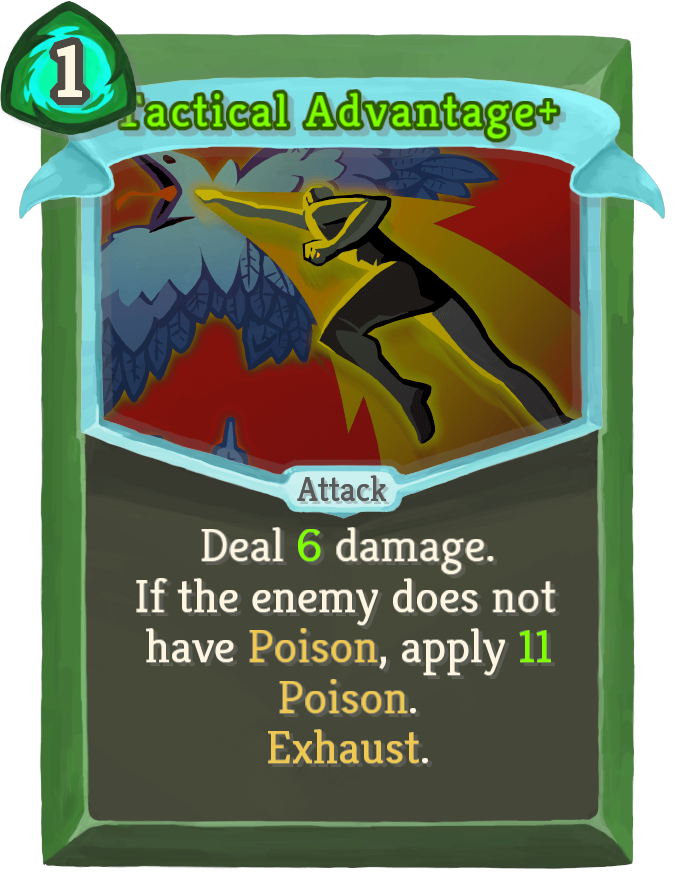 1
Tactical Advantage+
Attack
Deal 6 damage.
If the enemy does not
have Poison, apply 11
Poison.
Exhaust.